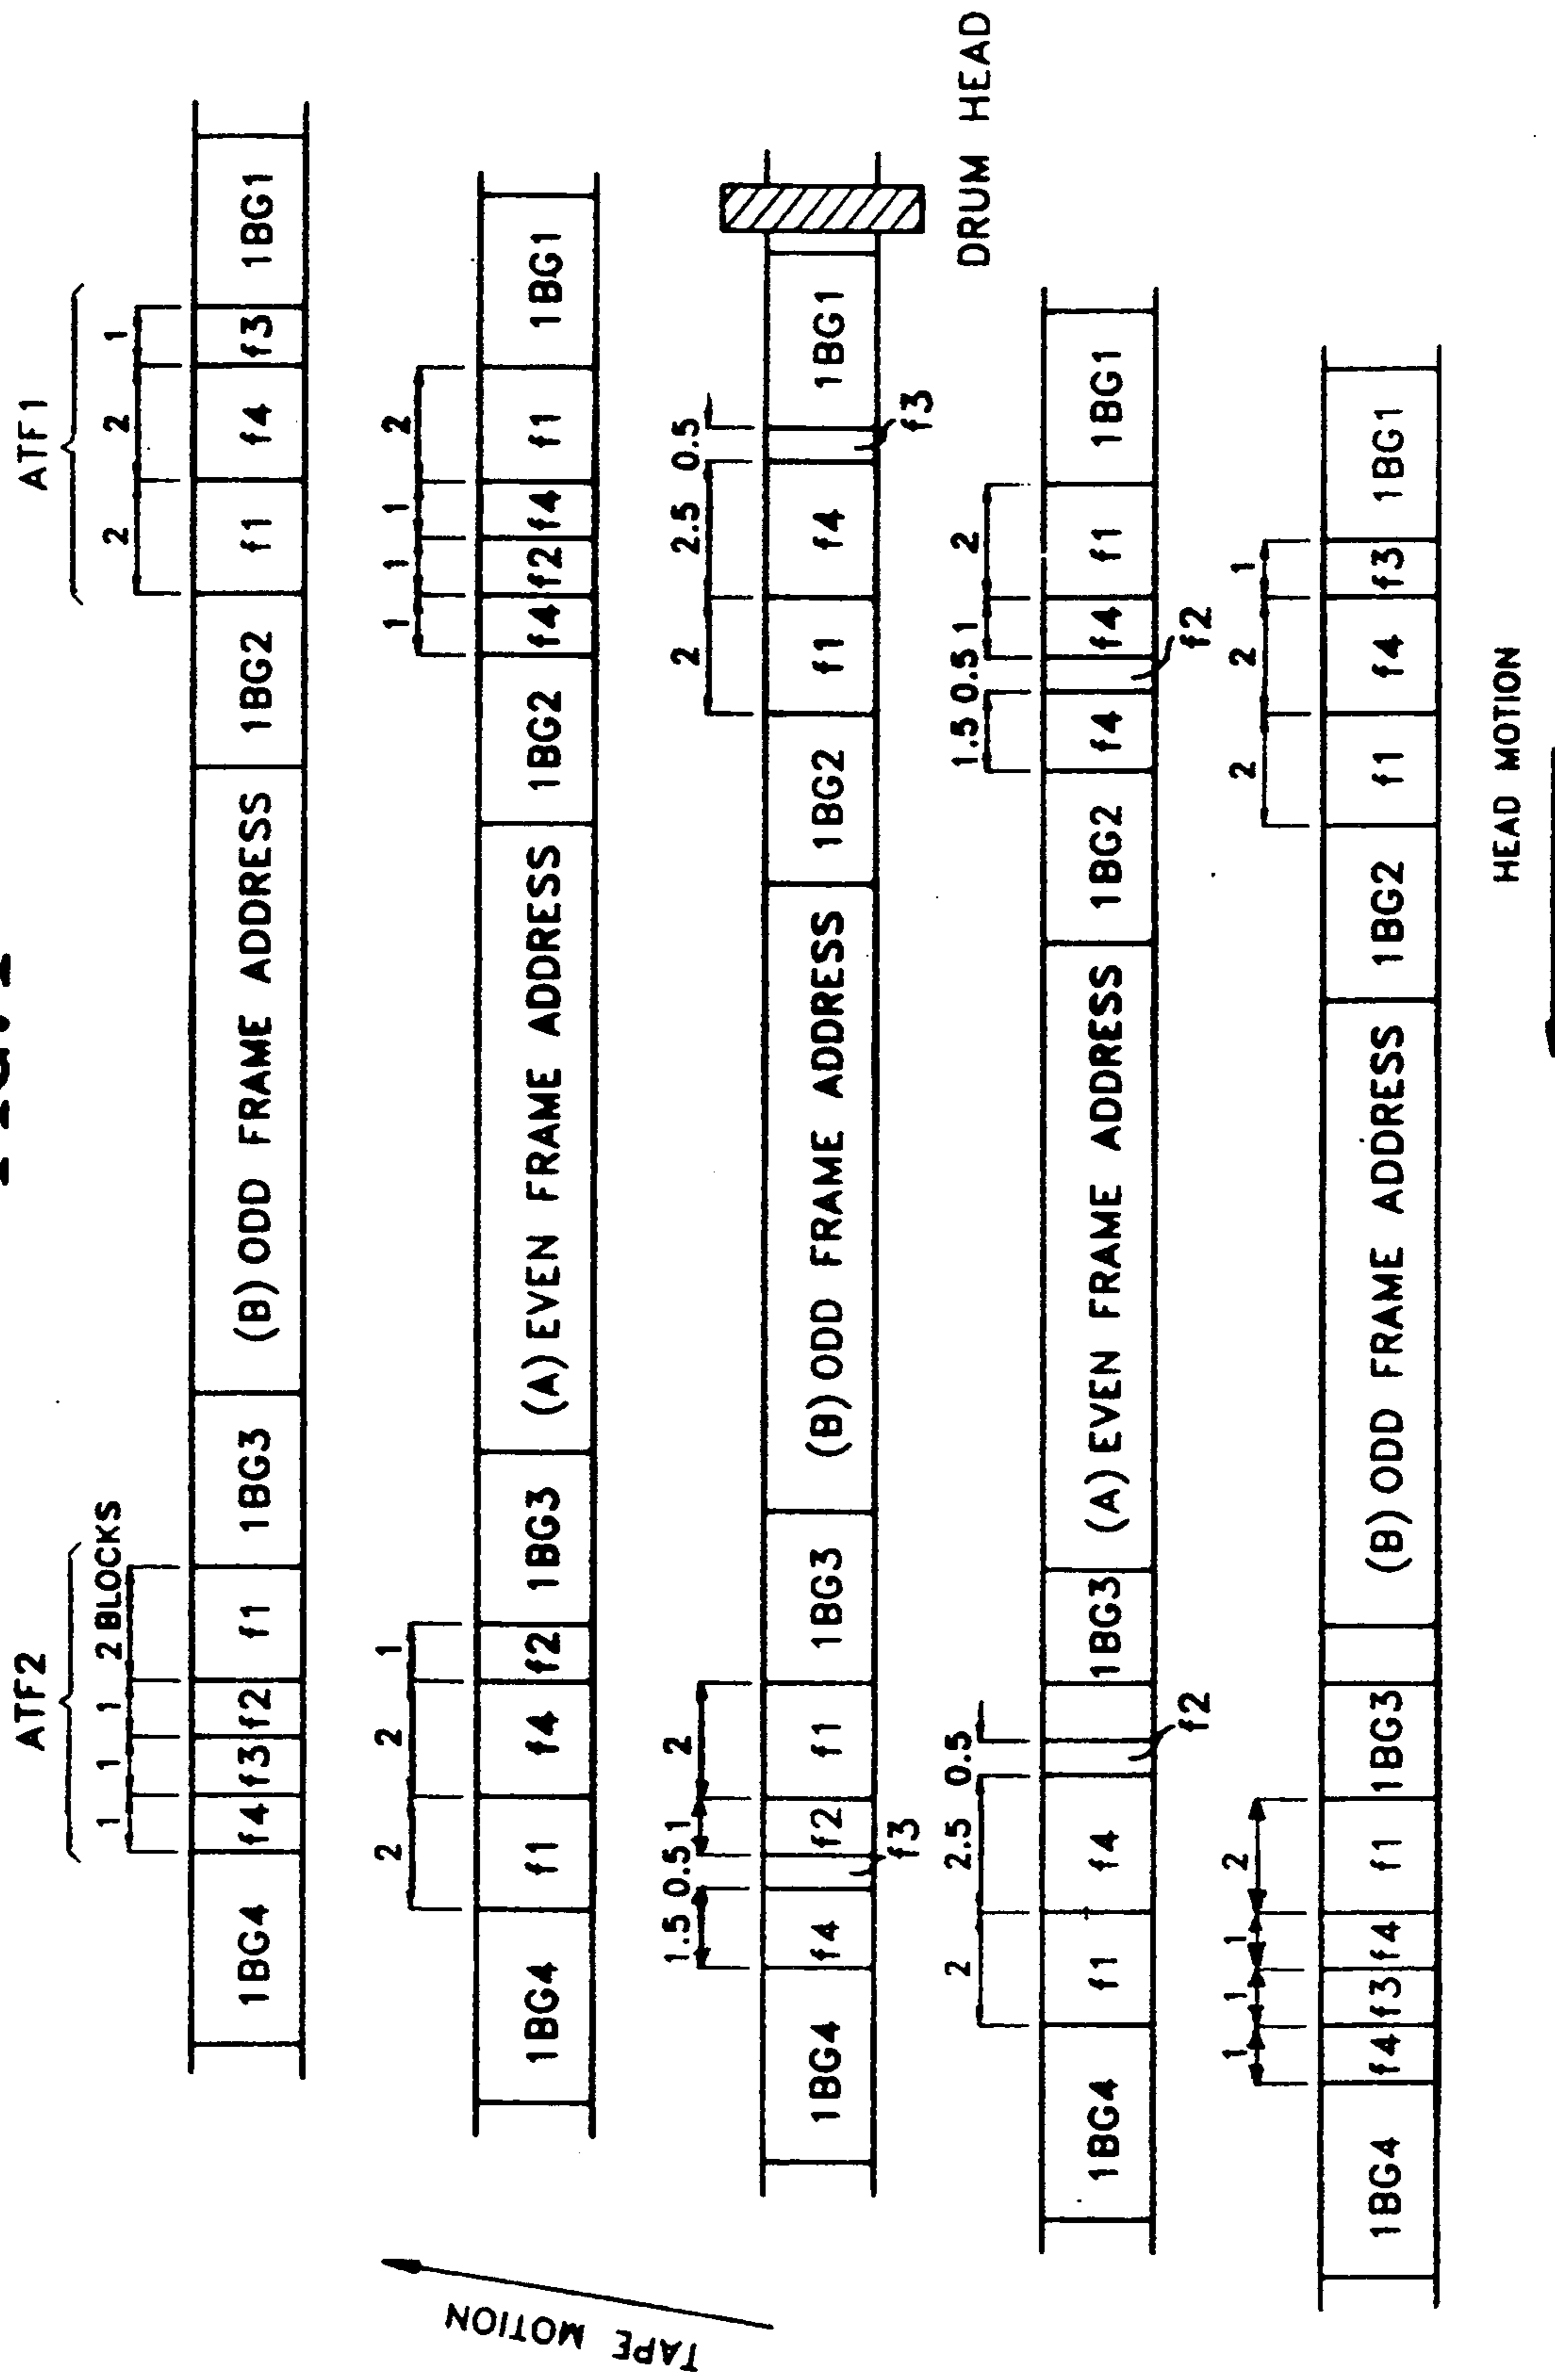 ATF2
ATF1
1 1 1 2 BLOCKS
2 2 1
1BG4 f4 f3 f2 f1 1BG3 (B) ODD FRAME ADDRESS 1BG2 f1 f4 f3 1BG1
2 2 1
1 1 1 2
1BG4 f1 f4 f2 1BG3 (A) EVEN FRAME ADDRESS 1BG2 f4 f2 f4 f1 1BG1
1.5 0.5 1 2
2 2.5 0.5
1BG4 f4 f2 f1 1BG3 (B) ODD FRAME ADDRESS 1BG2 f1 f4 1BG1
f3
f3
DRUM HEAD
2 2.5 0.5
1.5 0.5 1 2
1BG4 f1 f4 1BG3 (A) EVEN FRAME ADDRESS 1BG2 f4 f4 f1 1BG1
f2
f2
1 1 1 2
2 2 1
1BG4 f4 f3 f4 f1 1BG3 (B) ODD FRAME ADDRESS 1BG2 f1 f4 f3 1BG1
TAPE MOTION
HEAD MOTION